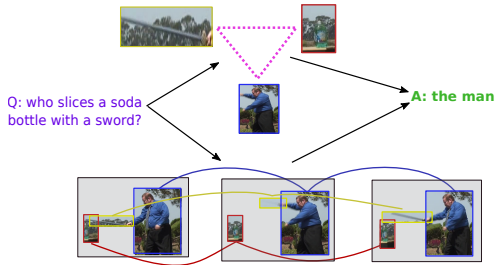 Q: who slices a soda
bottle with a sword?
A: the man